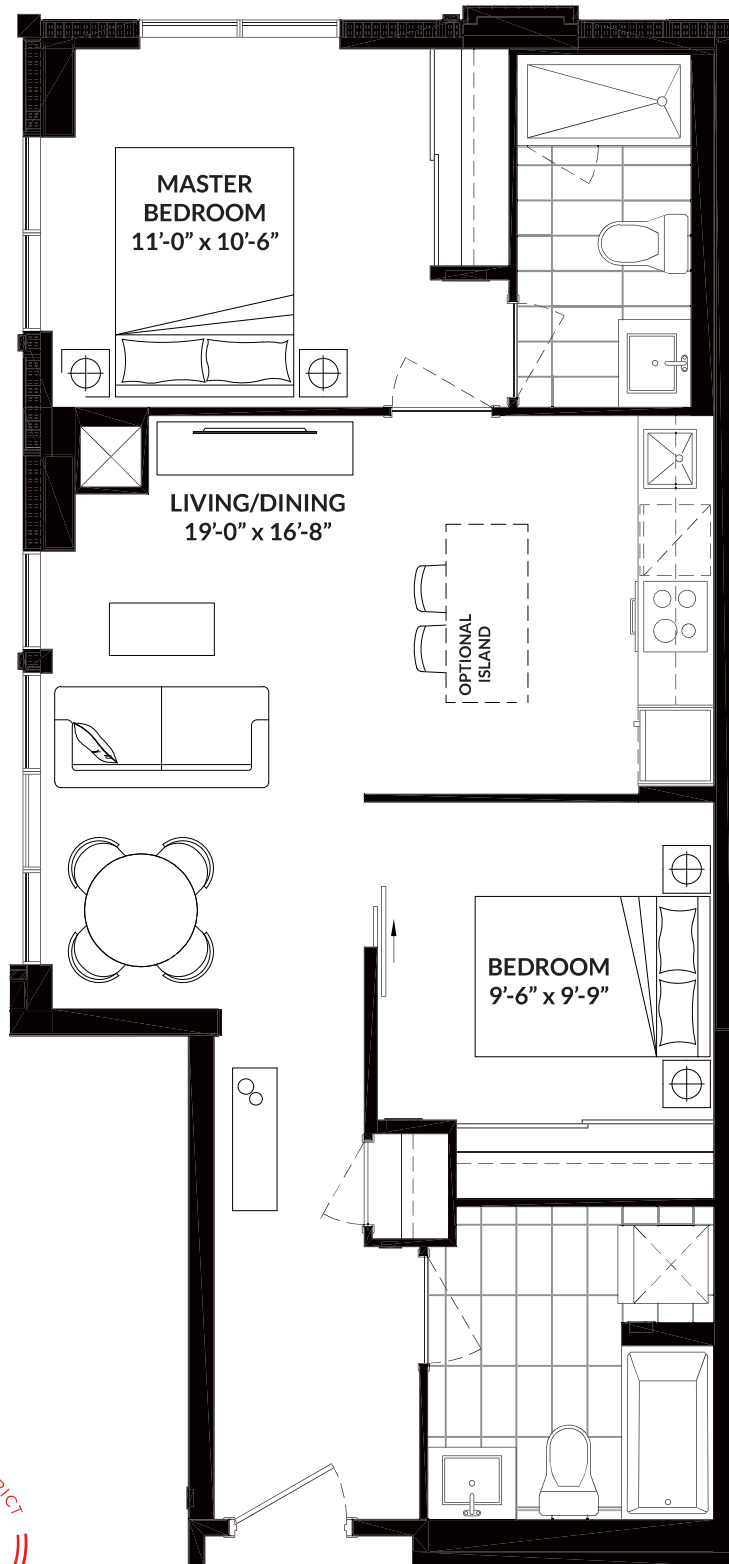 MASTER
BEDROOM
11’-0” x 10’-6”
LIVING/DINING
19’-0” x 16’-8”
OPTIONAL
ISLAND
BEDROOM
9’-6” x 9’-9”